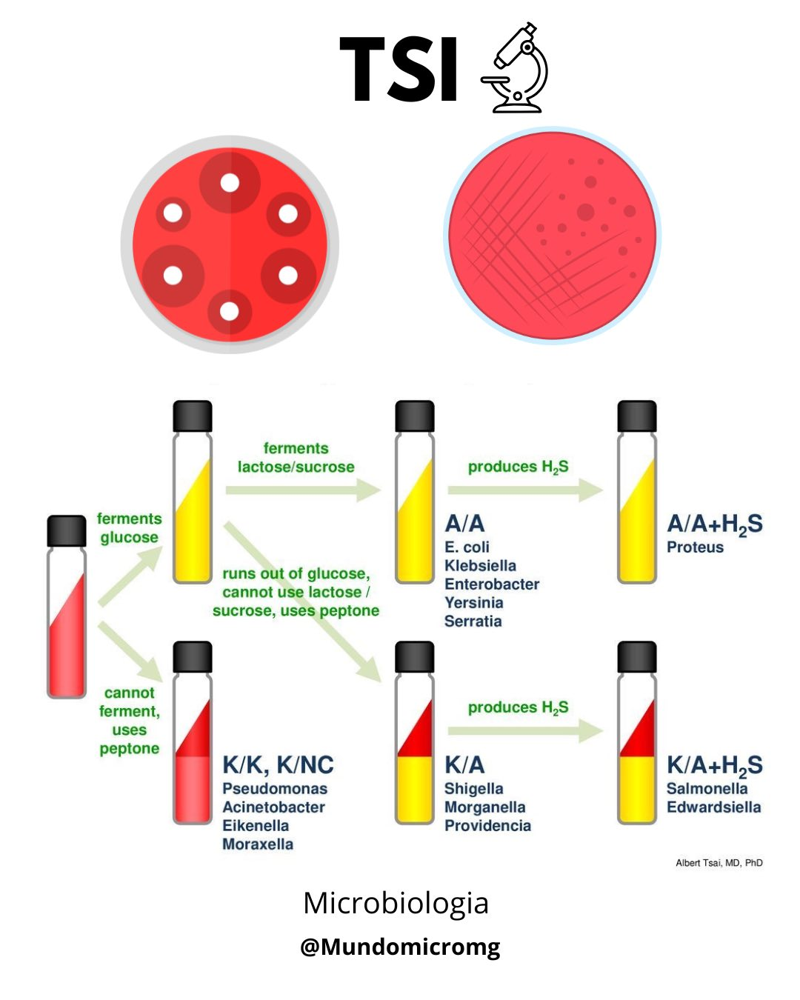 TSI
ferments
lactose/sucrose
produces H₂S
ferments
glucose
A/A
E. coli
Klebsiella
Enterobacter
Yersinia
Serratia
A/A+H₂S
Proteus
runs out of glucose,
cannot use lactose /
sucrose, uses peptone
cannot
ferment,
uses
peptone
produces H₂S
K/K, K/NC
Pseudomonas
Acinetobacter
Eikenella
Moraxella
K/A
Shigella
Morganella
Providencia
K/A+H₂S
Salmonella
Edwardsiella
Albert Tsai, MD, PhD
Microbiologia
@Mundomicromg